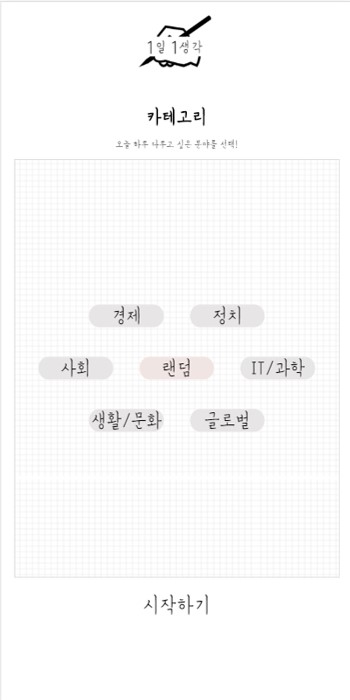 1일 1생각
카테고리
오늘 하루 나누고 싶은 분야를 선택!
경제 정치
사회 랜덤 IT/과학
생활/문화 글로벌
시작하기